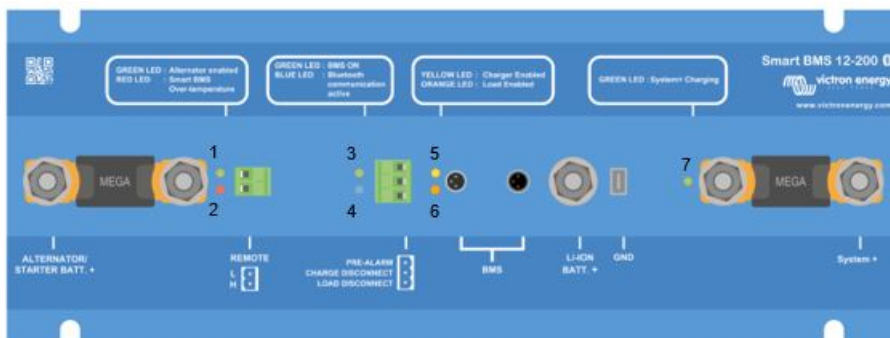 GREEN LED : Alternator enabled
RED LED : Smart BMS
Over-temperature
GREEN LED : BMS ON
BLUE LED : Bluetooth
communication
active
YELLOW LED : Charger Enabled
ORANGE LED : Load Enabled
GREEN LED :System+ Charging
Smart BMS 12-200
victron energy
www.victronenergy.com
1
2
3
4
5
6
7
MEGA
MEGA
ALTERNATOR/
STARTER BATT. +
REMOTE
L
H
PRE-ALARM
CHARGE DISCONNECT
LOAD DISCONNECT
BMS
LI-ION
BATT. +
GND
System +